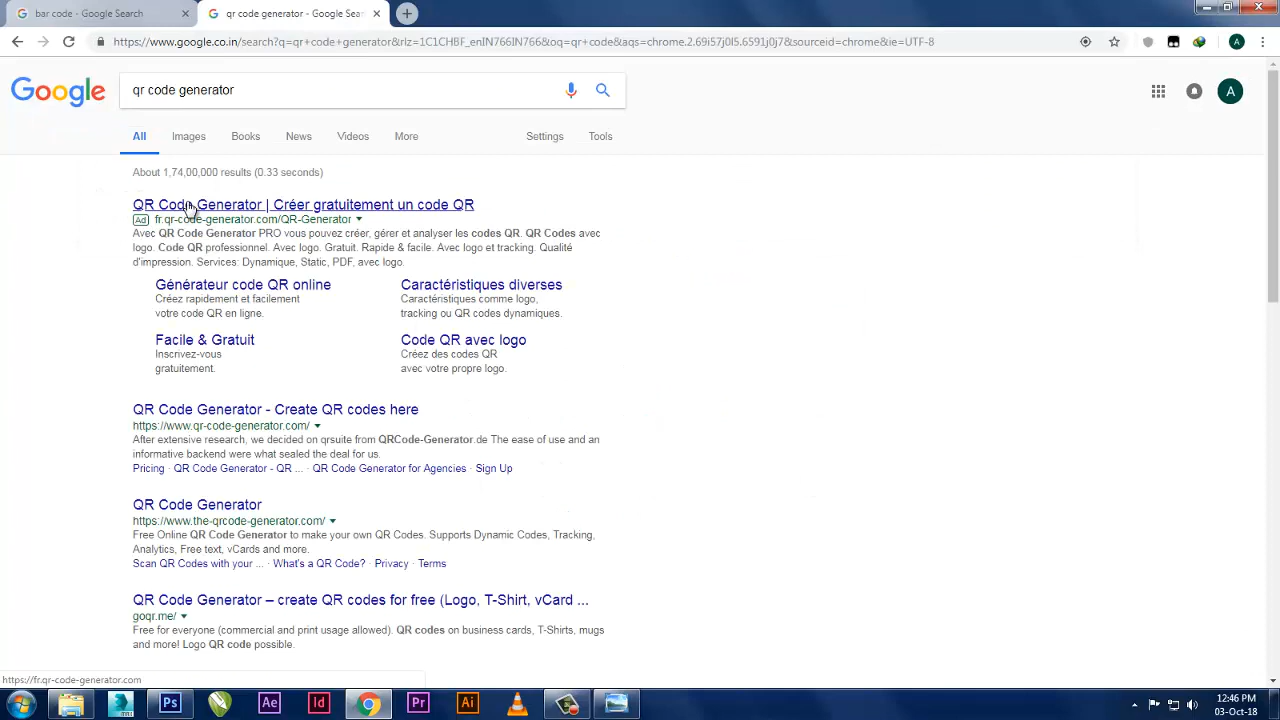 bar code - Google Search
qr code generator - Google Sea
https://www.google.co.in/search?q=qr+code+generator&rlz=1C1CHBF_enIN766IN766&oq=qr+code&aqs=chrome.2.69i57j0l5.6591j0j7&sourceid=chrome&ie=UTF-8
A
Google
qr code generator
A
All Images Books News Videos More Settings Tools
About 1,74,00,000 results (0.33 seconds)
QR Code Generator | Créer gratuitement un code QR
Ad fr.qr-code-generator.com/QR-Generator
Avec QR Code Generator PRO vous pouvez créer, gérer et analyser les codes QR. QR Codes avec
logo. Code QR professionnel. Avec logo. Gratuit. Rapide & facile. Avec logo et tracking. Qualité
d'impression. Services: Dynamique, Static, PDF, avec logo.
Générateur code QR online
Créez rapidement et facilement
votre code QR en ligne.
Caractéristiques diverses
Caractéristiques comme logo,
tracking ou QR codes dynamiques.
Facile & Gratuit
Inscrivez-vous
gratuitement.
Code QR avec logo
Créez des codes QR
avec votre propre logo.
QR Code Generator - Create QR codes here
https://www.qr-code-generator.com/
After extensive research, we decided on qrsuite from QRCode-Generator.de The ease of use and an
informative backend were what sealed the deal for us.
Pricing · QR Code Generator - QR ... · QR Code Generator for Agencies · Sign Up
QR Code Generator
https://www.the-qrcode-generator.com/
Free Online QR Code Generator to make your own QR Codes. Supports Dynamic Codes, Tracking,
Analytics, Free text, vCards and more.
Scan QR Codes with your ... · What's a QR Code? · Privacy · Terms
QR Code Generator – create QR codes for free (Logo, T-Shirt, vCard ...
goqr.me/
Free for everyone (commercial and print usage allowed). QR codes on business cards, T-Shirts, mugs
and more! Logo QR code possible.
https://fr.qr-code-generator.com
Ps Ae Id Pr Ai
12:46 PM
03-Oct-18